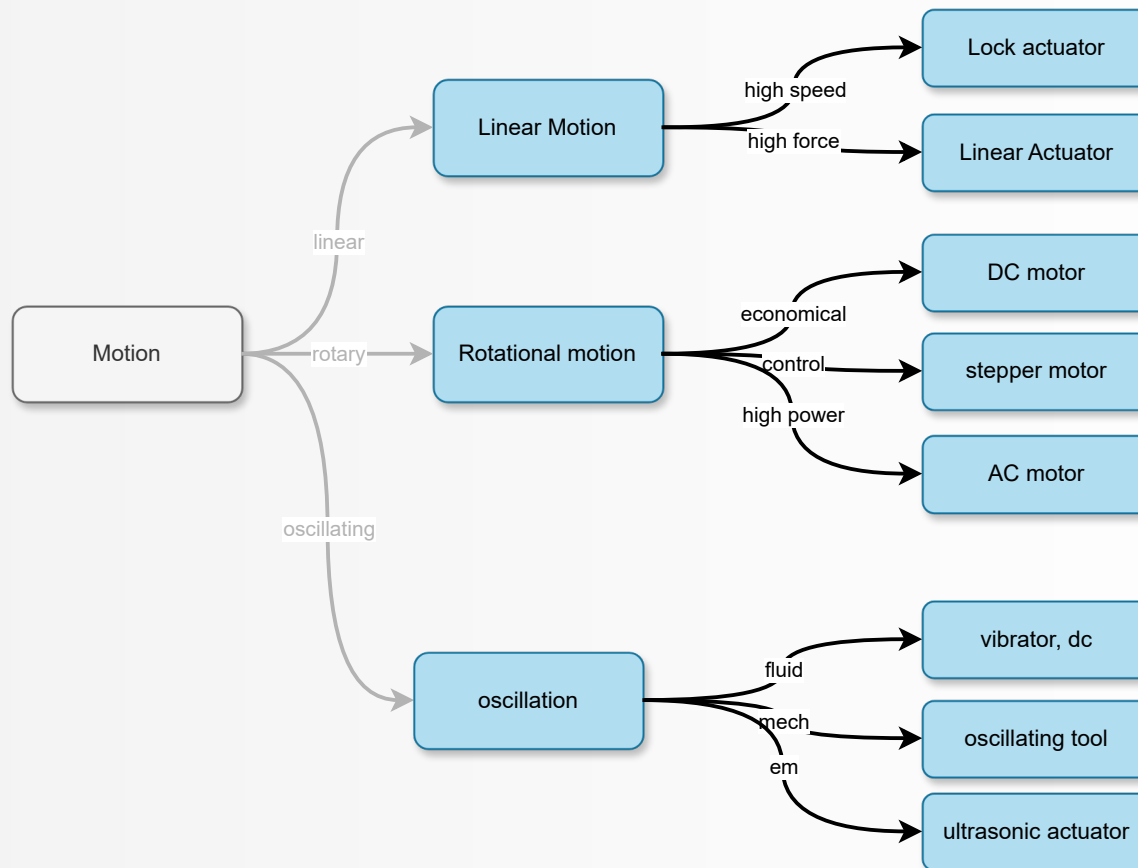 Lock actuator
high speed
Linear Motion
high force
Linear Actuator
linear
DC motor
economical
Motion
rotary
Rotational motion
control
stepper motor
high power
AC motor
oscillating
vibrator, dc
fluid
oscillation
mech
oscillating tool
em
ultrasonic actuator